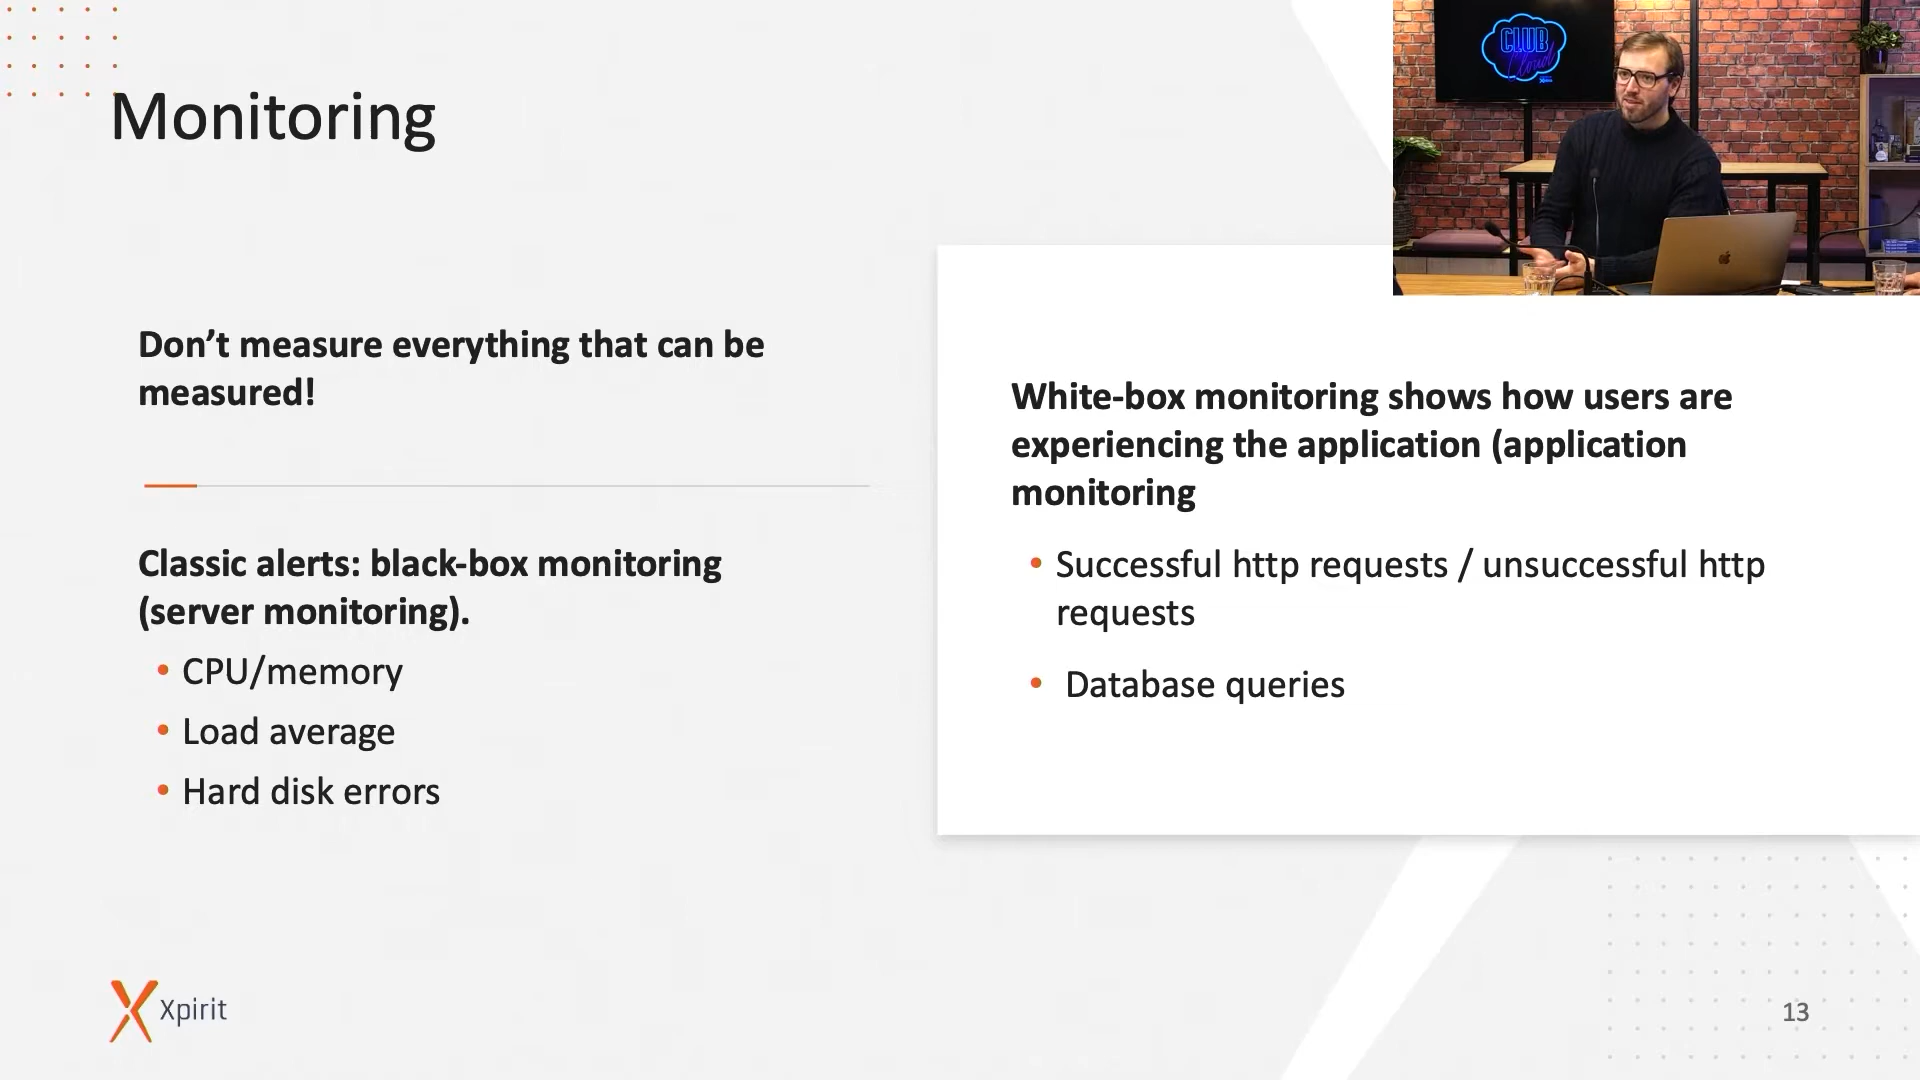 Monitoring
CLUB
Cloud
Don’t measure everything that can be
measured!
Classic alerts: black-box monitoring
(server monitoring).
• CPU/memory
• Load average
• Hard disk errors
White-box monitoring shows how users are
experiencing the application (application
monitoring
• Successful http requests / unsuccessful http
requests
• Database queries
Xpirit
13